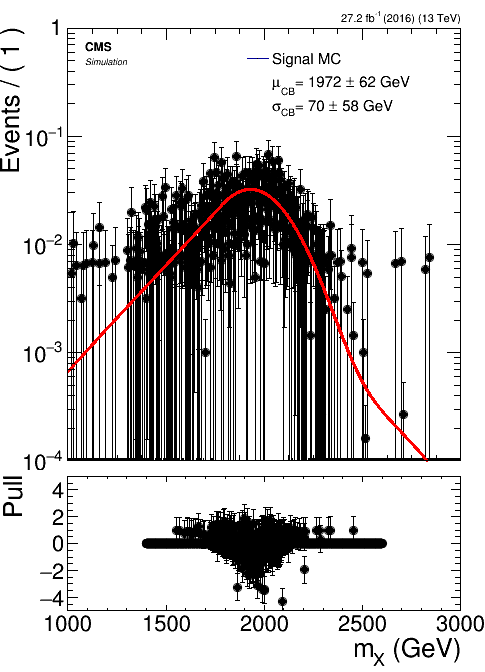 27.2 fb⁻¹ (2016) (13 TeV)
CMS
Simulation
Signal MC
μ_CB = 1972 ± 62 GeV
σ_CB = 70 ± 58 GeV
Events / ( 1 )
1
10⁻¹
10⁻²
10⁻³
10⁻⁴
Pull
4
2
0
−2
−4
1000 1500 2000 2500 3000
m_X (GeV)